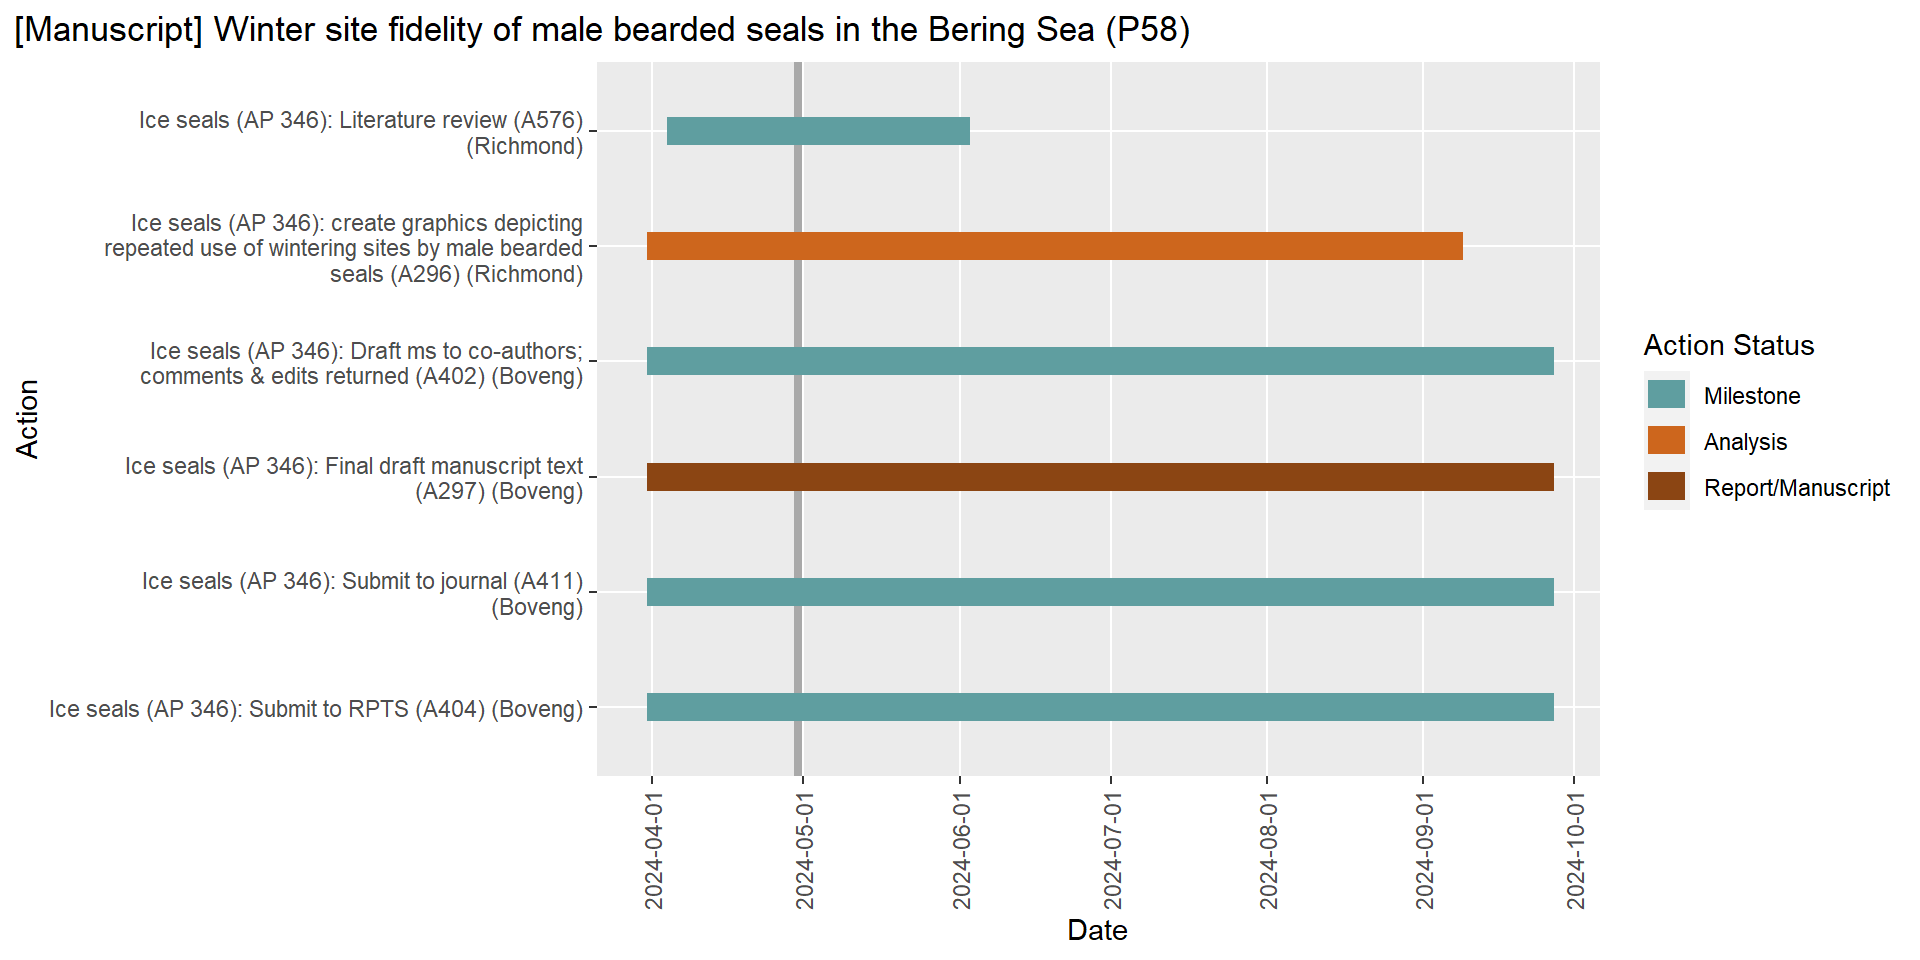 [Manuscript] Winter site fidelity of male bearded seals in the Bering Sea (P58)
Ice seals (AP 346): Literature review (A576)
(Richmond)
Ice seals (AP 346): create graphics depicting
repeated use of wintering sites by male bearded
seals (A296) (Richmond)
Ice seals (AP 346): Draft ms to co-authors;
comments & edits returned (A402) (Boveng)
Ice seals (AP 346): Final draft manuscript text
(A297) (Boveng)
Ice seals (AP 346): Submit to journal (A411)
(Boveng)
Ice seals (AP 346): Submit to RPTS (A404) (Boveng)
Action
2024-04-01
2024-05-01
2024-06-01
2024-07-01
2024-08-01
2024-09-01
2024-10-01
Date
Action Status
Milestone
Analysis
Report/Manuscript